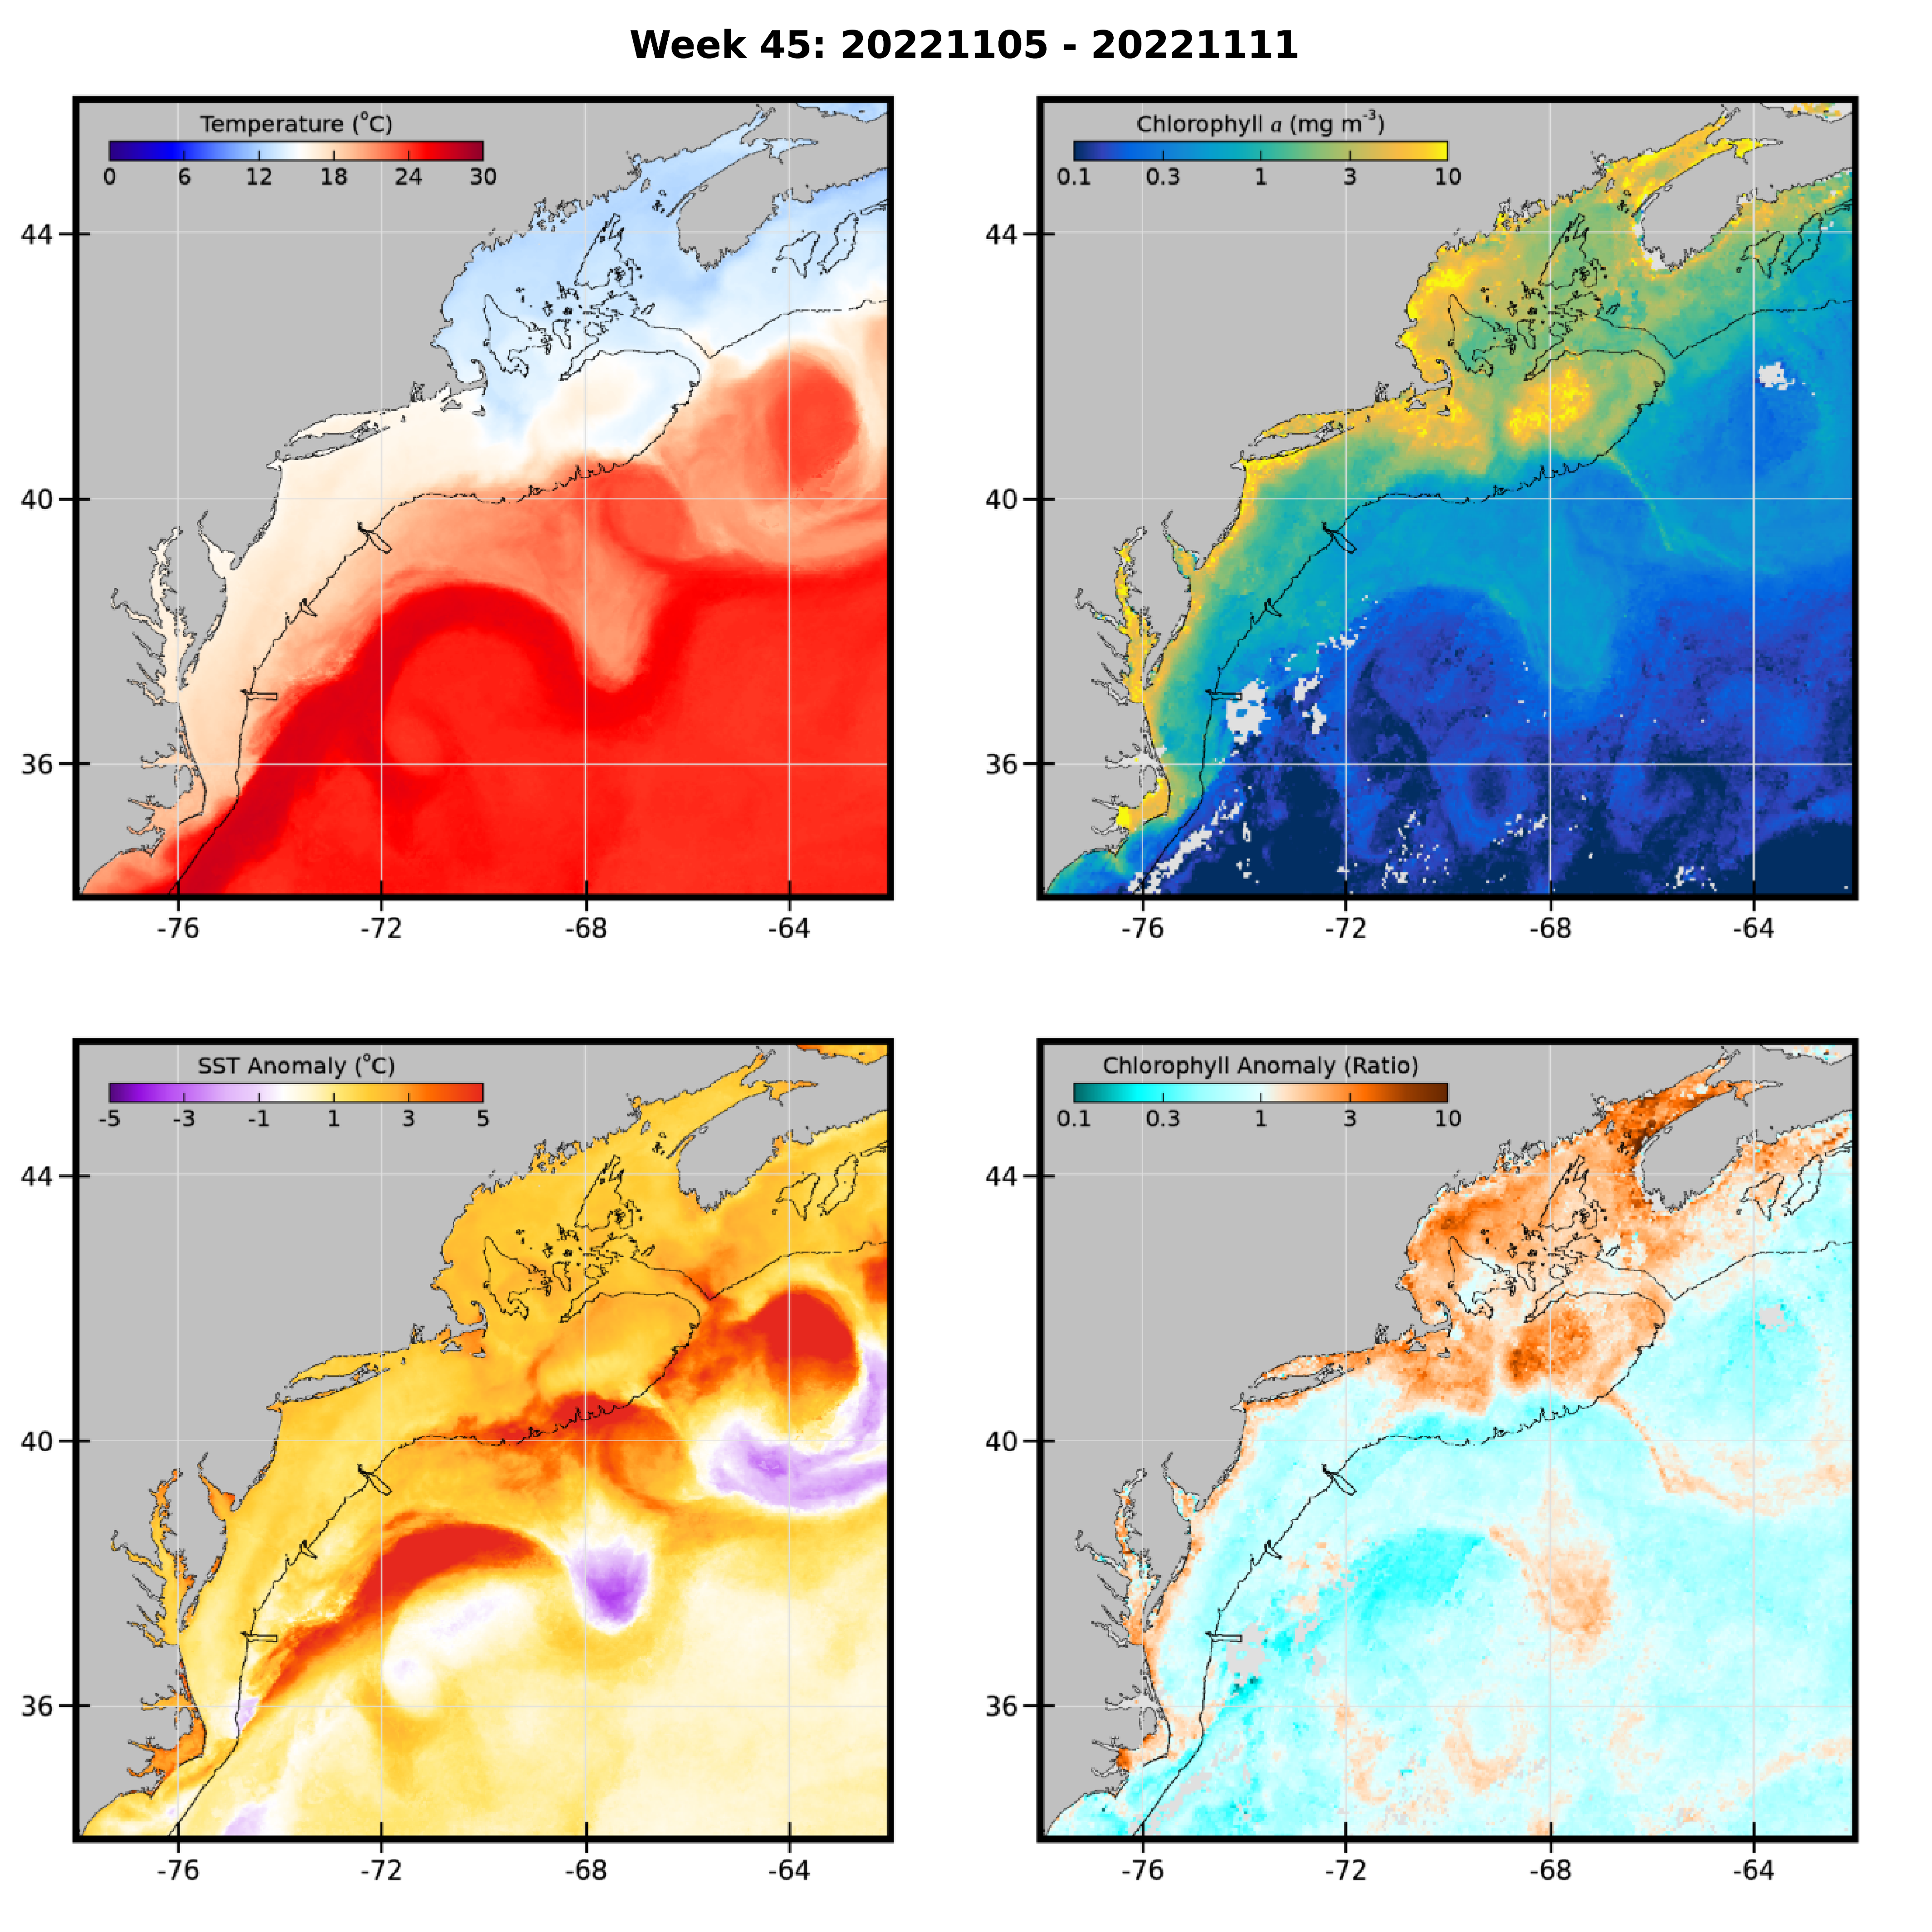 Week 45: 20221105 - 20221111
Temperature (°C)
0 6 12 18 24 30
44
40
36
-76 -72 -68 -64
Chlorophyll a (mg m⁻³)
0.1 0.3 1 3 10
44
40
36
-76 -72 -68 -64
SST Anomaly (°C)
-5 -3 -1 1 3 5
44
40
36
-76 -72 -68 -64
Chlorophyll Anomaly (Ratio)
0.1 0.3 1 3 10
44
40
36
-76 -72 -68 -64